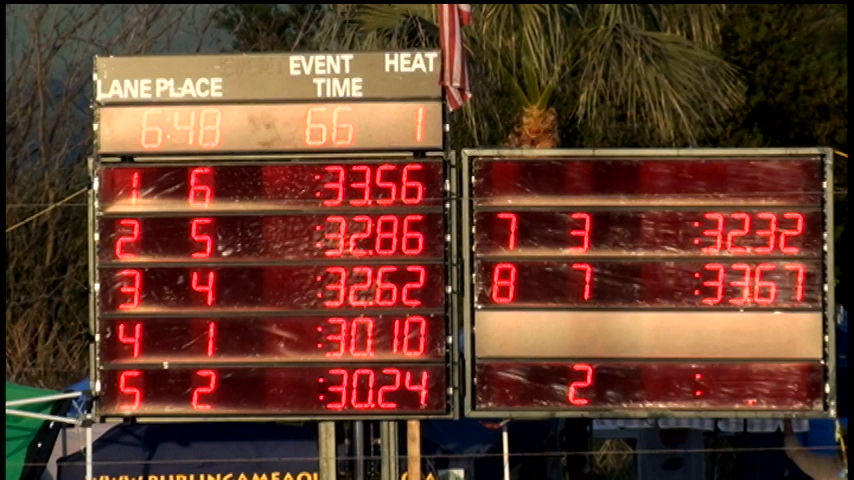 EVENT HEAT
LANE PLACE TIME
6:48 66 1
1 6 :33.56
2 5 :32.86
3 4 :32.62
4 1 :30.10
5 2 :30.24
7 3 :32.32
8 7 :33.67
2 : .